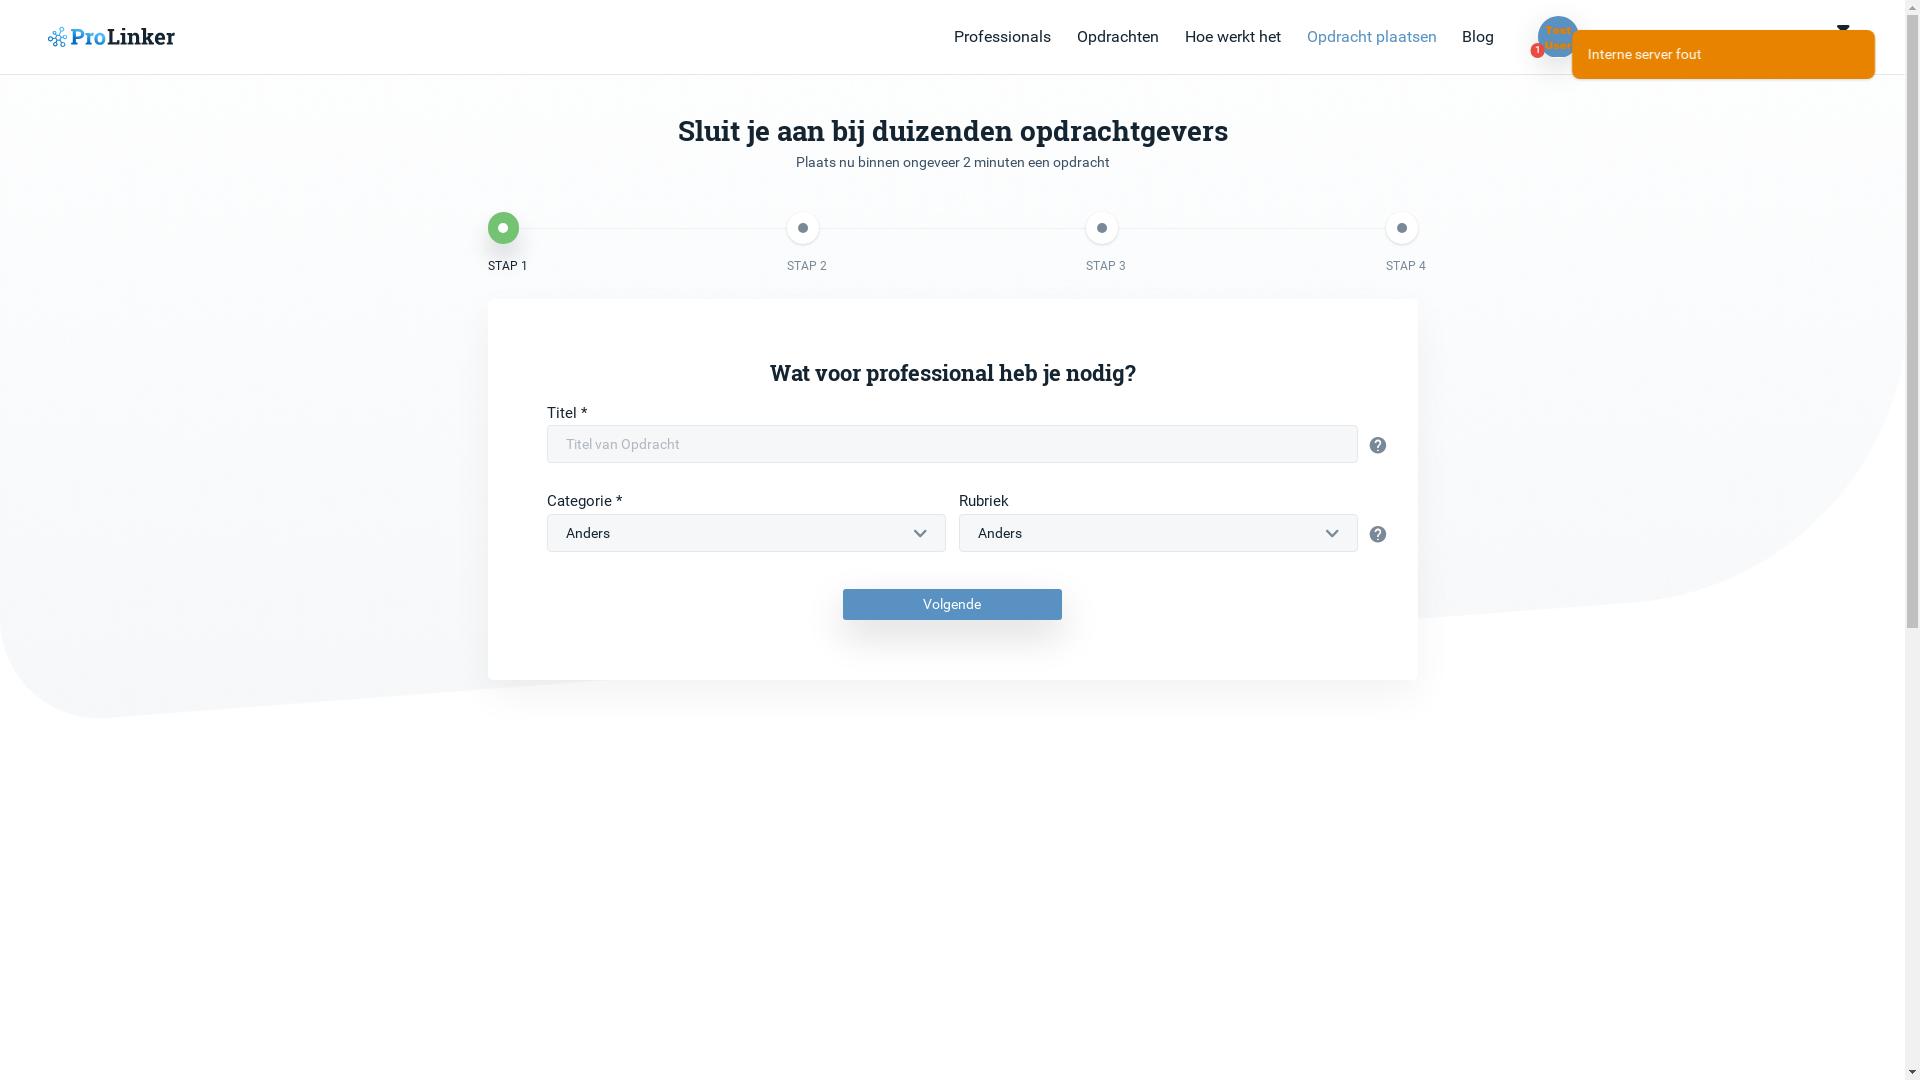 ProLinker
Professionals
Opdrachten
Hoe werkt het
Opdracht plaatsen
Blog
Test
User
1
Interne server fout
Sluit je aan bij duizenden opdrachtgevers
Plaats nu binnen ongeveer 2 minuten een opdracht
STAP 1
STAP 2
STAP 3
STAP 4
Wat voor professional heb je nodig?
Titel *
Titel van Opdracht
?
Categorie *
Rubriek
Anders
Anders
?
Volgende